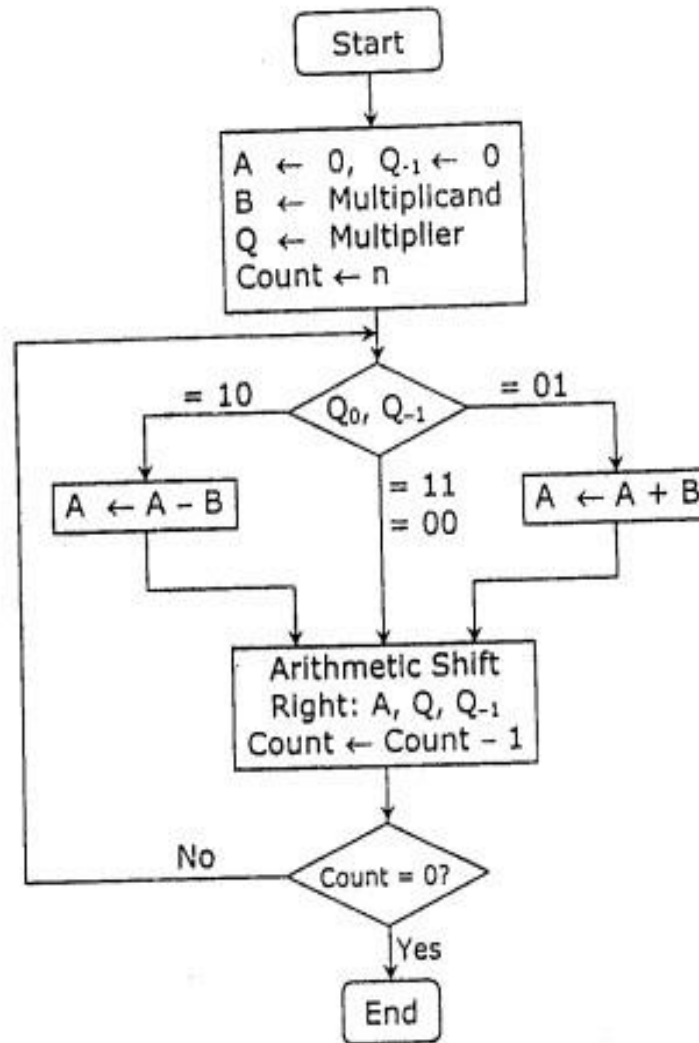 Start
A ← 0, Q₋₁ ← 0
B ← Multiplicand
Q ← Multiplier
Count ← n
= 10
Q₀, Q₋₁
= 01
A ← A – B
= 11
= 00
A ← A + B
Arithmetic Shift
Right: A, Q, Q₋₁
Count ← Count – 1
No
Count = 0?
Yes
End